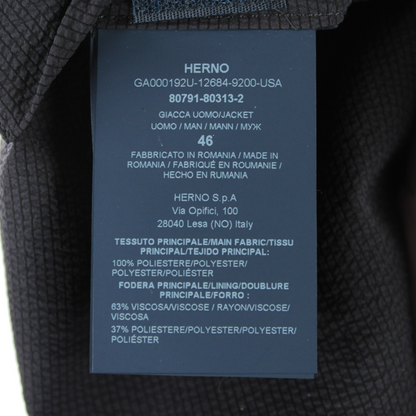 HERNO
GA000192U-12684-9200-USA
80791-80313-2
GIACCA UOMO/JACKET
UOMO / MAN / MANN / МУЖ
46
FABBRICATO IN ROMANIA / MADE IN
ROMANIA / FABRIQUÉ EN ROUMANIE /
HECHO EN RUMANIA
HERNO S.p.A
Via Opifici, 100
28040 Lesa (NO) Italy
TESSUTO PRINCIPALE/MAIN FABRIC/TISSU
PRINCIPAL/TEJIDO PRINCIPAL:
100% POLIESTERE/POLYESTER/
POLYESTER/POLIÉSTER
FODERA PRINCIPALE/LINING/DOUBLURE
PRINCIPALE/FORRO :
63% VISCOSA/VISCOSE / RAYON/VISCOSE/
VISCOSA
37% POLIESTERE/POLYESTER/POLYESTER/
POLIÉSTER